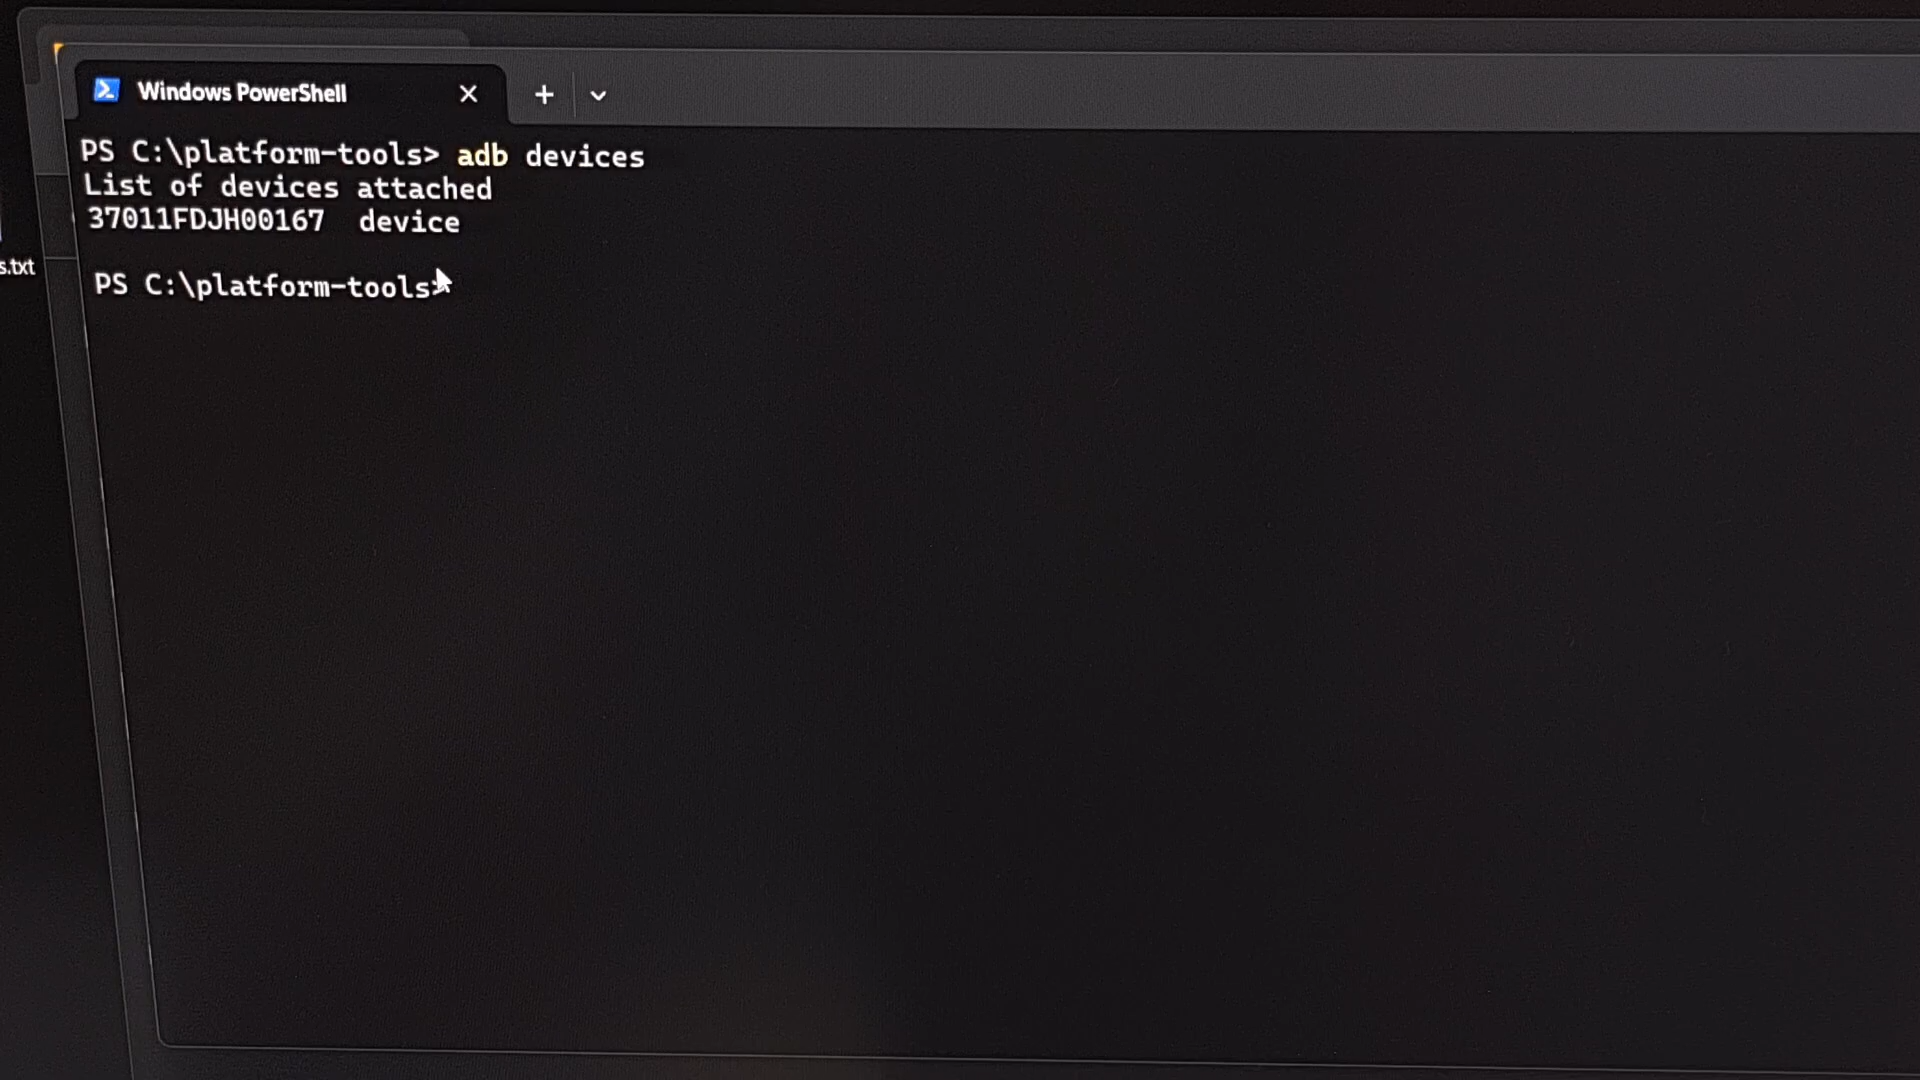 Windows PowerShell
PS C:\platform-tools> adb devices
List of devices attached
37011FDJH00167 device
s.txt
PS C:\platform-tools>